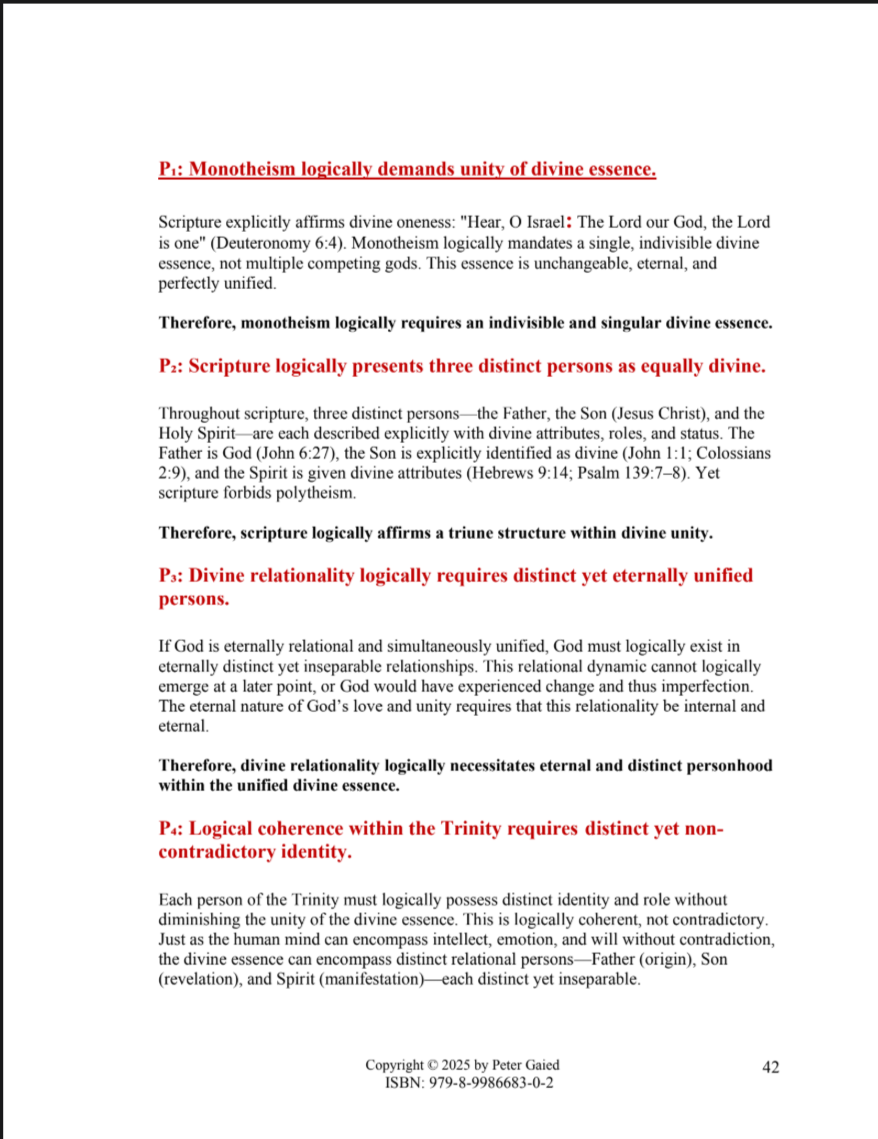 P₁: Monotheism logically demands unity of divine essence.
Scripture explicitly affirms divine oneness: "Hear, O Israel: The Lord our God, the Lord
is one" (Deuteronomy 6:4). Monotheism logically mandates a single, indivisible divine
essence, not multiple competing gods. This essence is unchangeable, eternal, and
perfectly unified.
Therefore, monotheism logically requires an indivisible and singular divine essence.
P₂: Scripture logically presents three distinct persons as equally divine.
Throughout scripture, three distinct persons—the Father, the Son (Jesus Christ), and the
Holy Spirit—are each described explicitly with divine attributes, roles, and status. The
Father is God (John 6:27), the Son is explicitly identified as divine (John 1:1; Colossians
2:9), and the Spirit is given divine attributes (Hebrews 9:14; Psalm 139:7–8). Yet
scripture forbids polytheism.
Therefore, scripture logically affirms a triune structure within divine unity.
P₃: Divine relationality logically requires distinct yet eternally unified
persons.
If God is eternally relational and simultaneously unified, God must logically exist in
eternally distinct yet inseparable relationships. This relational dynamic cannot logically
emerge at a later point, or God would have experienced change and thus imperfection.
The eternal nature of God's love and unity requires that this relationality be internal and
eternal.
Therefore, divine relationality logically necessitates eternal and distinct personhood
within the unified divine essence.
P₄: Logical coherence within the Trinity requires distinct yet non-
contradictory identity.
Each person of the Trinity must logically possess distinct identity and role without
diminishing the unity of the divine essence. This is logically coherent, not contradictory.
Just as the human mind can encompass intellect, emotion, and will without contradiction,
the divine essence can encompass distinct relational persons—Father (origin), Son
(revelation), and Spirit (manifestation)—each distinct yet inseparable.
Copyright © 2025 by Peter Gaied
ISBN: 979-8-9986683-0-2
42